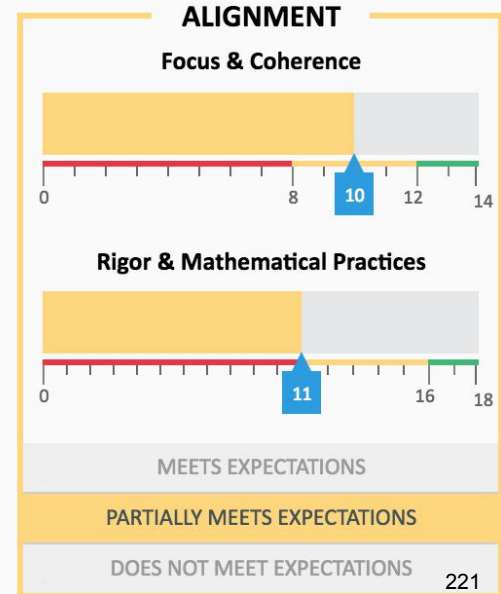 ALIGNMENT
Focus & Coherence
0 8 10 12 14
Rigor & Mathematical Practices
0 11 16 18
MEETS EXPECTATIONS
PARTIALLY MEETS EXPECTATIONS
DOES NOT MEET EXPECTATIONS
221